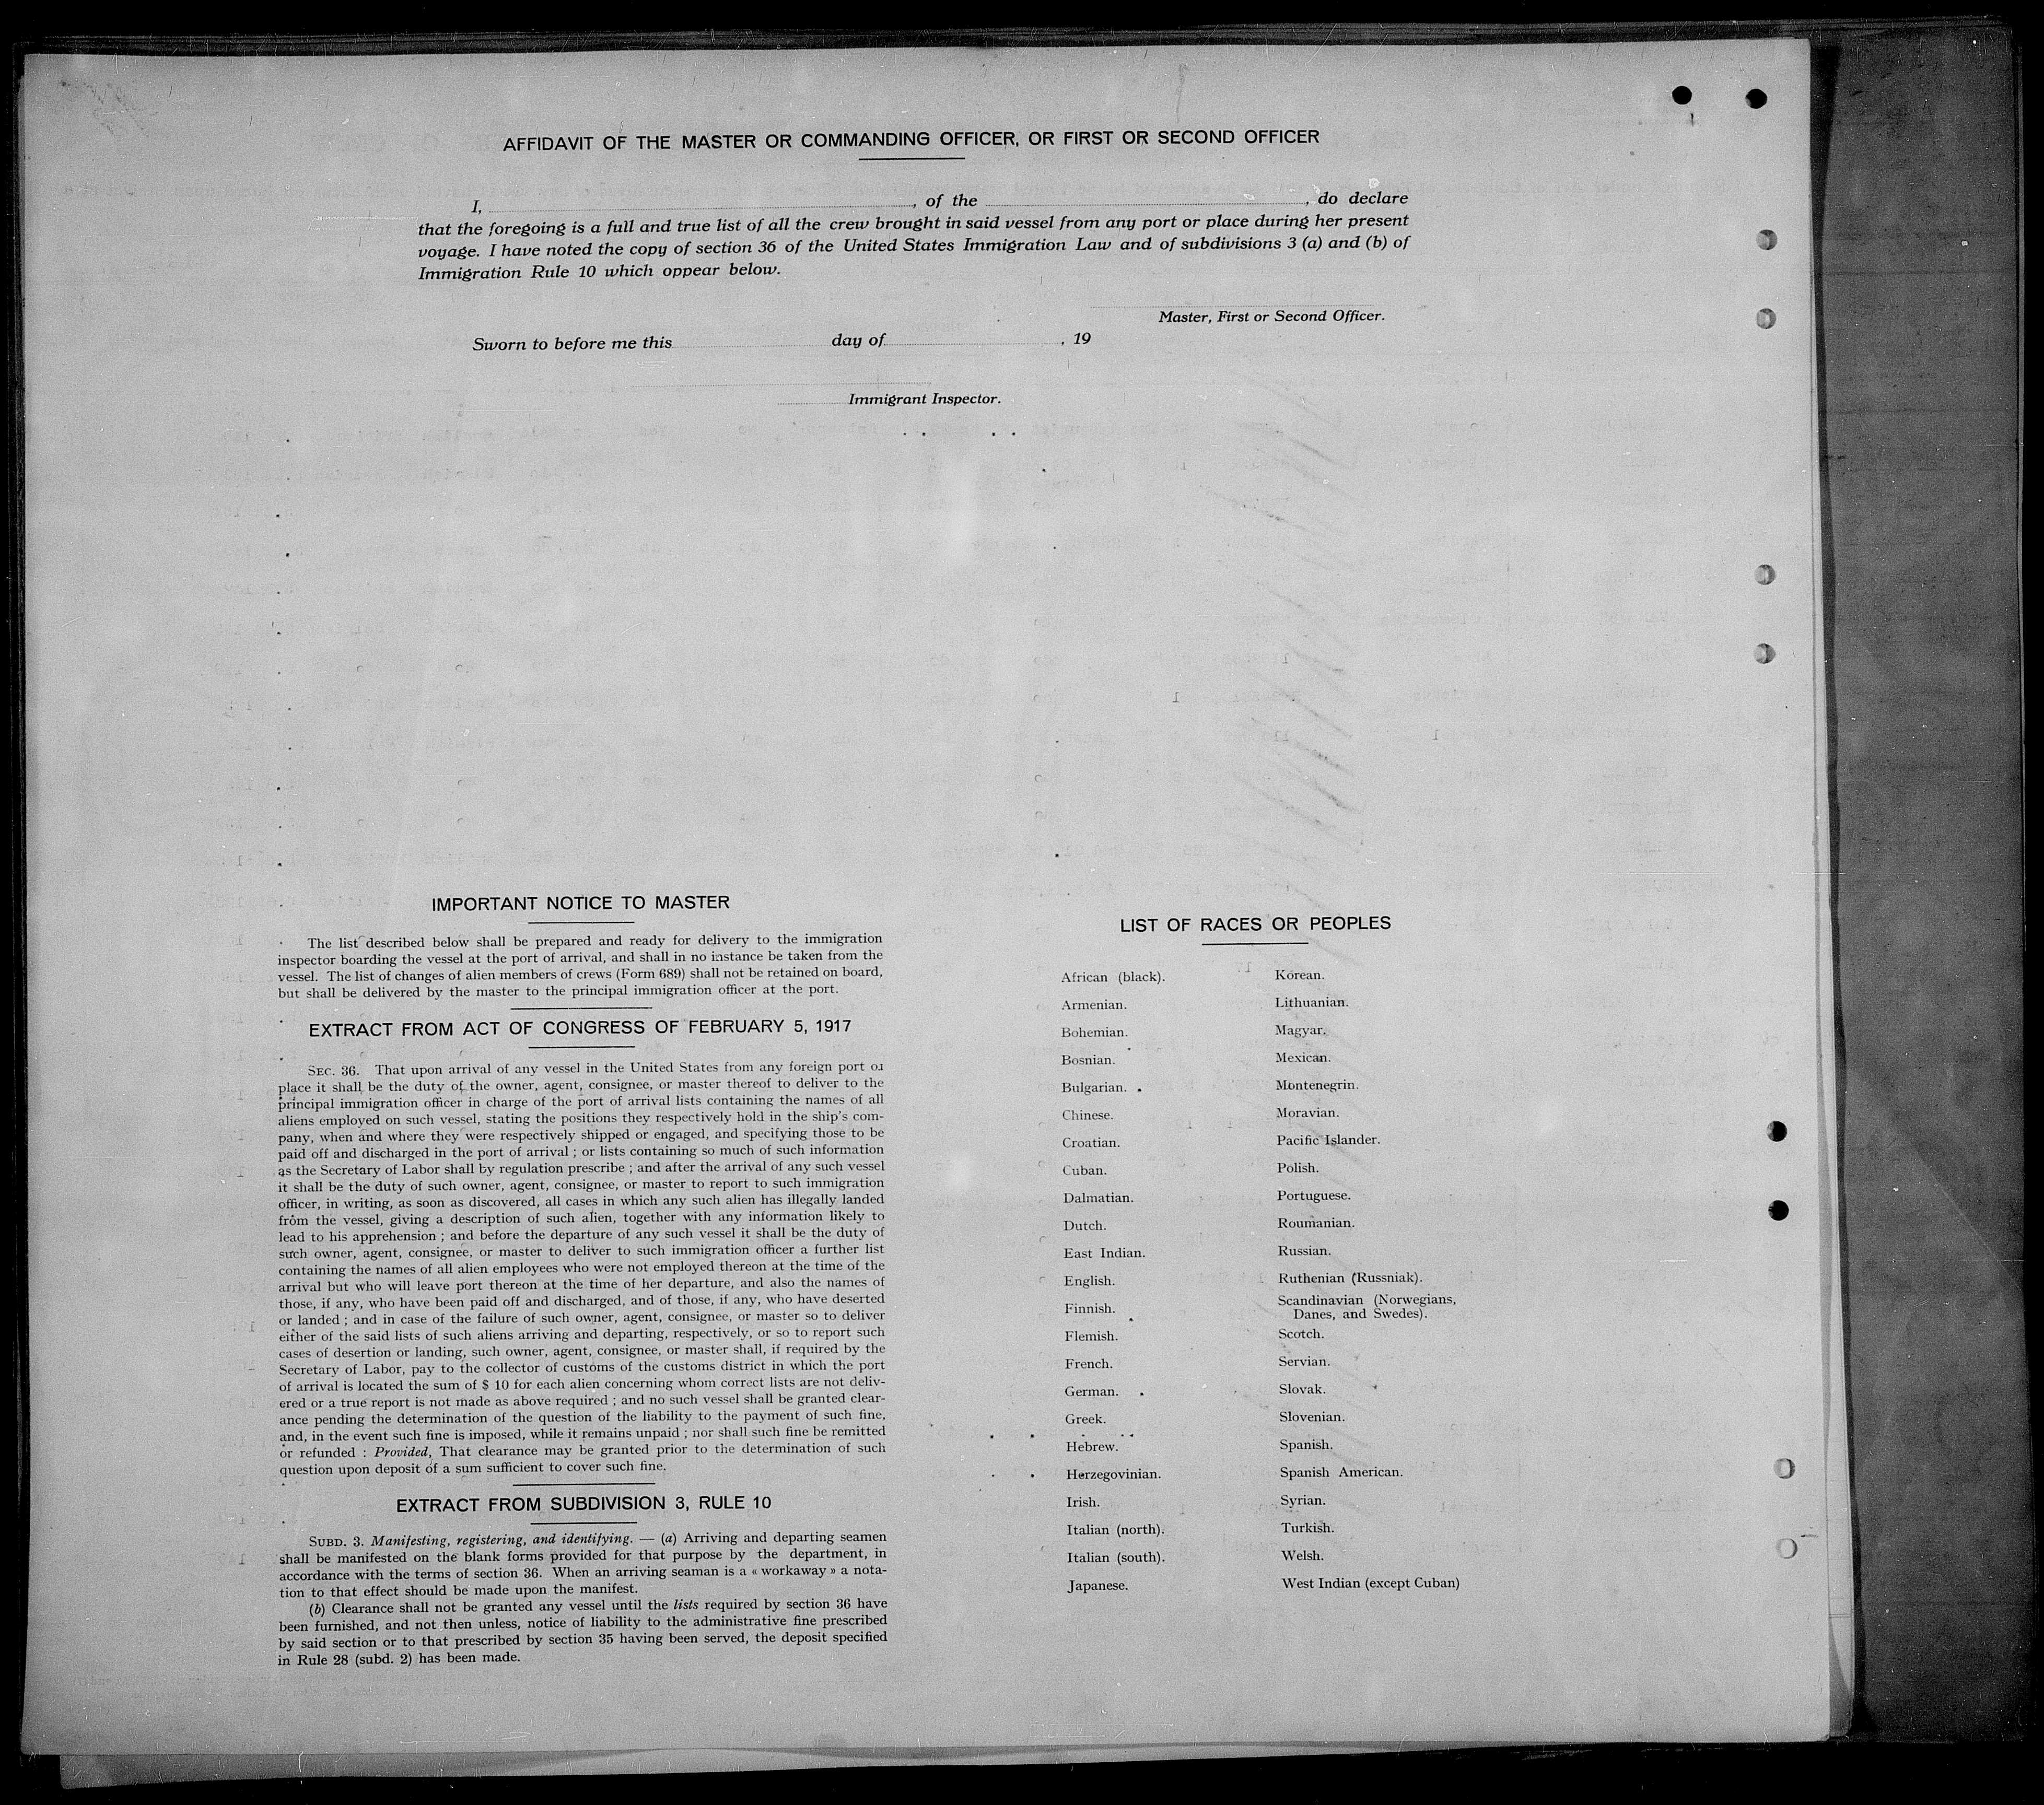 AFFIDAVIT OF THE MASTER OR COMMANDING OFFICER, OR FIRST OR SECOND OFFICER
I, , of the , do declare
that the foregoing is a full and true list of all the crew brought in said vessel from any port or place during her present
voyage. I have noted the copy of section 36 of the United States Immigration Law and of subdivisions 3 (a) and (b) of
Immigration Rule 10 which oppear below.
Master, First or Second Officer.
Sworn to before me this day of , 19
Immigrant Inspector.
IMPORTANT NOTICE TO MASTER
The list described below shall be prepared and ready for delivery to the immigration
inspector boarding the vessel at the port of arrival, and shall in no instance be taken from the
vessel. The list of changes of alien members of crews (Form 689) shall not be retained on board,
but shall be delivered by the master to the principal immigration officer at the port.
EXTRACT FROM ACT OF CONGRESS OF FEBRUARY 5, 1917
SEC. 36. That upon arrival of any vessel in the United States from any foreign port or
place it shall be the duty of the owner, agent, consignee, or master thereof to deliver to the
principal immigration officer in charge of the port of arrival lists containing the names of all
aliens employed on such vessel, stating the positions they respectively hold in the ship's com-
pany, when and where they were respectively shipped or engaged, and specifying those to be
paid off and discharged in the port of arrival ; or lists containing so much of such information
as the Secretary of Labor shall by regulation prescribe ; and after the arrival of any such vessel
it shall be the duty of such owner, agent, consignee, or master to report to such immigration
officer, in writing, as soon as discovered, all cases in which any such alien has illegally landed
from the vessel, giving a description of such alien, together with any information likely to
lead to his apprehension ; and before the departure of any such vessel it shall be the duty of
such owner, agent, consignee, or master to deliver to such immigration officer a further list
containing the names of all alien employees who were not employed thereon at the time of the
arrival but who will leave port thereon at the time of her departure, and also the names of
those, if any, who have been paid off and discharged, and of those, if any, who have deserted
or landed ; and in case of the failure of such owner, agent, consignee, or master so to deliver
either of the said lists of such aliens arriving and departing, respectively, or so to report such
cases of desertion or landing, such owner, agent, consignee, or master shall, if required by the
Secretary of Labor, pay to the collector of customs of the customs district in which the port
of arrival is located the sum of $ 10 for each alien concerning whom correct lists are not deliv-
ered or a true report is not made as above required ; and no such vessel shall be granted clear-
ance pending the determination of the question of the liability to the payment of such fine,
and, in the event such fine is imposed, while it remains unpaid ; nor shall such fine be remitted
or refunded : Provided, That clearance may be granted prior to the determination of such
question upon deposit of a sum sufficient to cover such fine.
EXTRACT FROM SUBDIVISION 3, RULE 10
SUBD. 3. Manifesting, registering, and identifying. — (a) Arriving and departing seamen
shall be manifested on the blank forms provided for that purpose by the department, in
accordance with the terms of section 36. When an arriving seaman is a « workaway » a nota-
tion to that effect should be made upon the manifest.
(b) Clearance shall not be granted any vessel until the lists required by section 36 have
been furnished, and not then unless, notice of liability to the administrative fine prescribed
by said section or to that prescribed by section 35 having been served, the deposit specified
in Rule 28 (subd. 2) has been made.
LIST OF RACES OR PEOPLES
African (black).
Armenian.
Bohemian.
Bosnian.
Bulgarian.
Chinese.
Croatian.
Cuban.
Dalmatian.
Dutch.
East Indian.
English.
Finnish.
Flemish.
French.
German.
Greek.
Hebrew.
Herzegovinian.
Irish.
Italian (north).
Italian (south).
Japanese.
Korean.
Lithuanian.
Magyar.
Mexican.
Montenegrin.
Moravian.
Pacific Islander.
Polish.
Portuguese.
Roumanian.
Russian.
Ruthenian (Russniak).
Scandinavian (Norwegians,
Danes, and Swedes).
Scotch.
Servian.
Slovak.
Slovenian.
Spanish.
Spanish American.
Syrian.
Turkish.
Welsh.
West Indian (except Cuban)